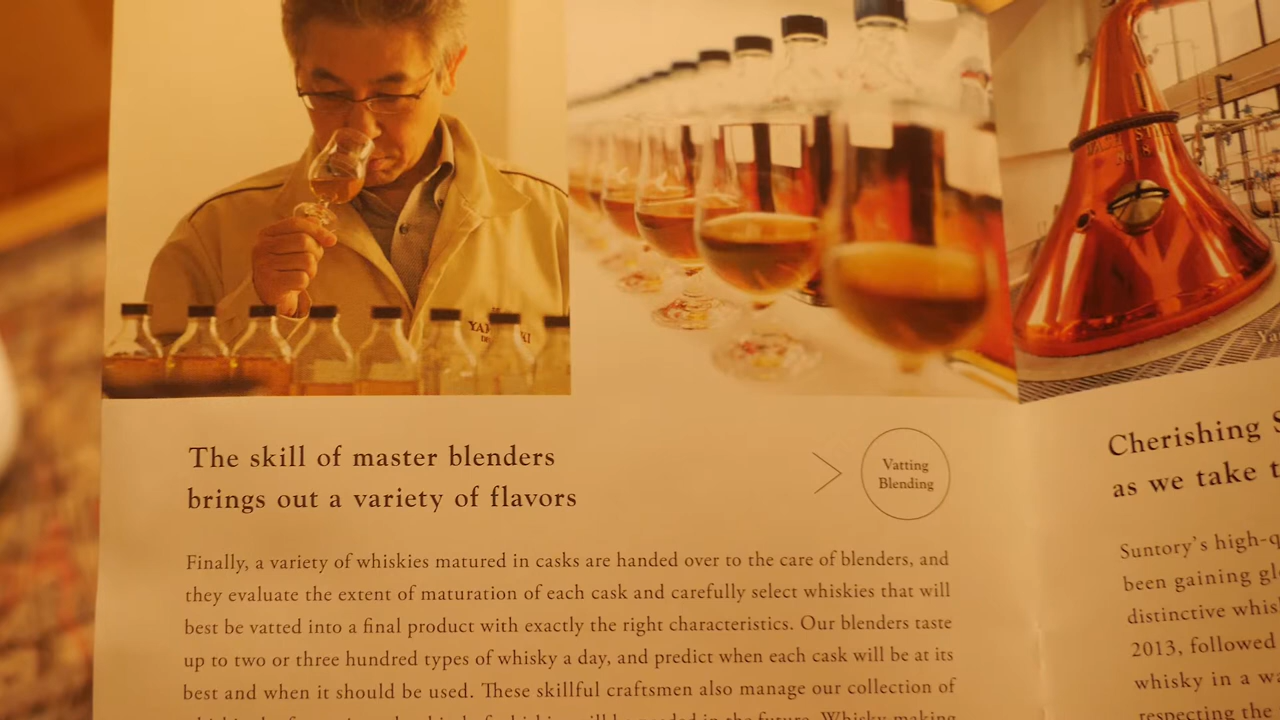 The skill of master blenders
brings out a variety of flavors
Vatting
Blending
Finally, a variety of whiskies matured in casks are handed over to the care of blenders, and
they evaluate the extent of maturation of each cask and carefully select whiskies that will
best be vatted into a final product with exactly the right characteristics. Our blenders taste
up to two or three hundred types of whisky a day, and predict when each cask will be at its
best and when it should be used. These skillful craftsmen also manage our collection of
Cherishing
as we take
Suntory's
been gaining
distinctive
2013, followed
whisky in a
respecting the